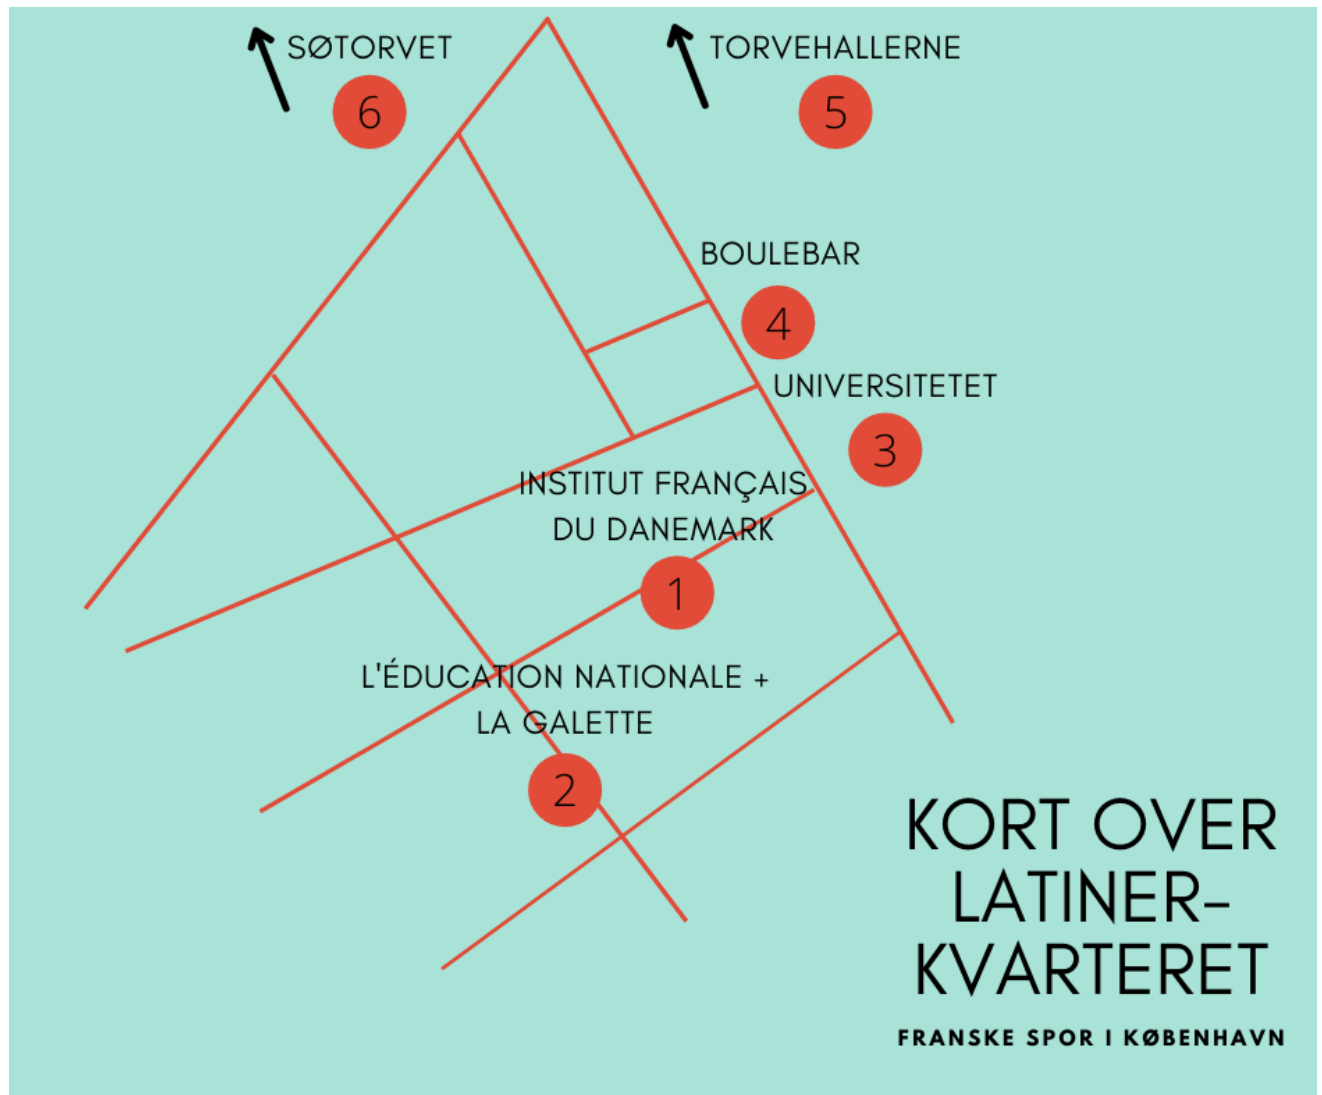 SØTORVET
6
TORVEHALLERNE
5
BOULEBAR
4
UNIVERSITETET
3
INSTITUT FRANÇAIS
DU DANEMARK
1
L'ÉDUCATION NATIONALE +
LA GALETTE
2
KORT OVER
LATINER-
KVARTERET
FRANSKE SPOR I KØBENHAVN